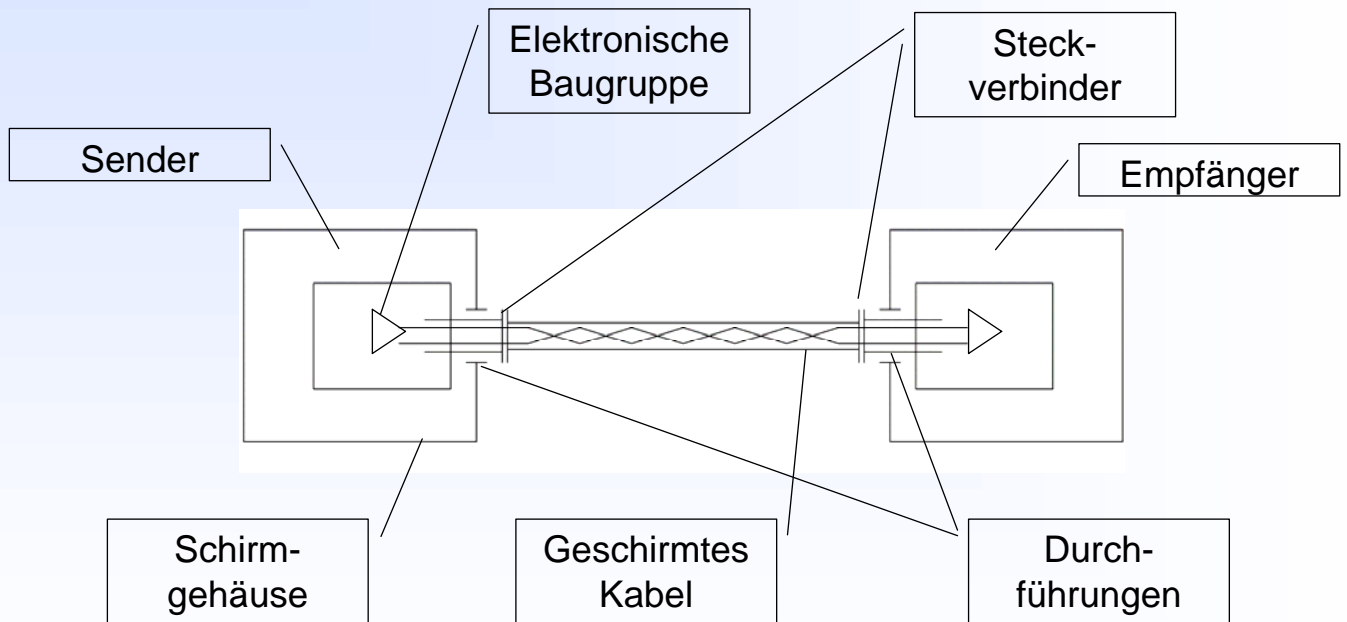 Elektronische
Baugruppe
Steck-
verbinder
Sender
Empfänger
Schirm-
gehäuse
Geschirmtes
Kabel
Durch-
führungen